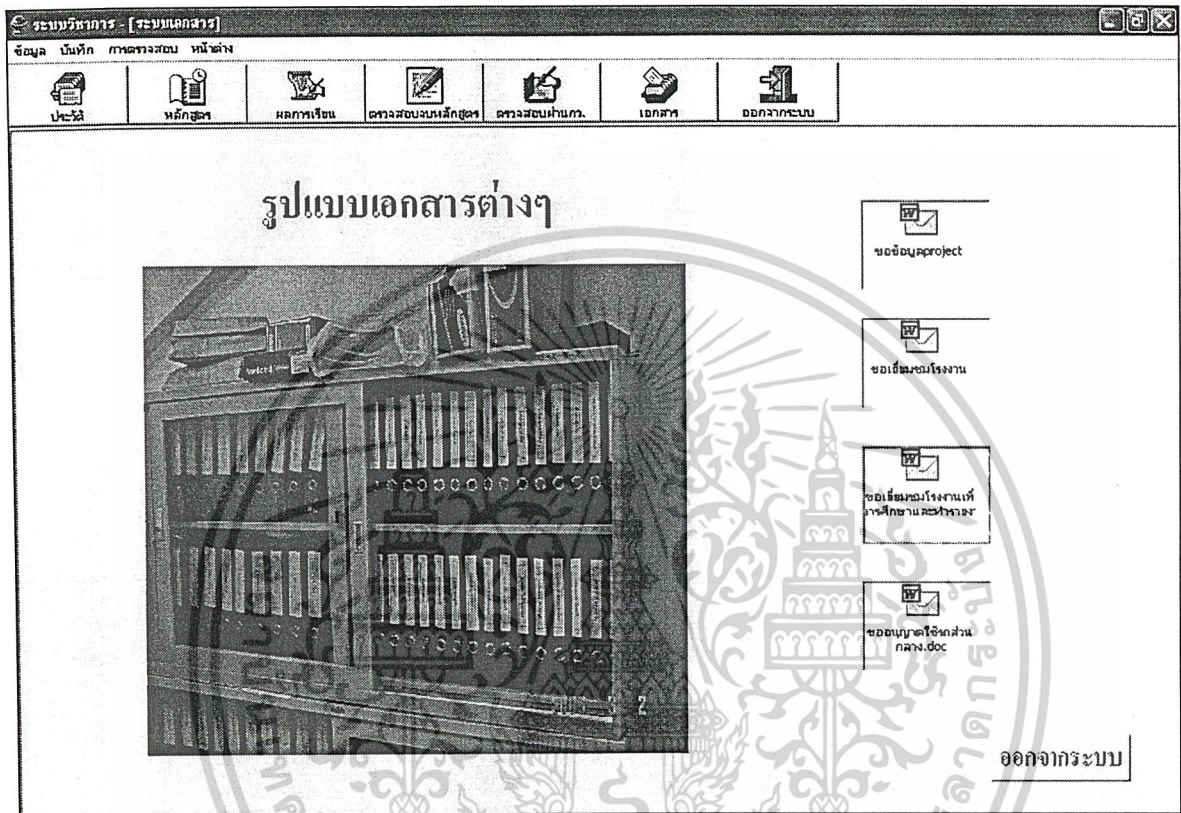 ระบบวิชาการ - [ระบบเอกสาร]
ข้อมูล บันทึก การตรวจสอบ หน้าต่าง
ประวัติ หลักสูตร ผลการเรียน ตรวจสอบจบหลักสูตร ตรวจสอบผ่านกว. เอกสาร ออกจากระบบ
รูปแบบเอกสารต่างๆ
ขอข้อมูลproject
ขอเยี่ยมชมโรงงาน
ขอเยี่ยมชมโรงงานเพื่
ารศึกษาและทำรายง
ขออนุญาตใช้รถส่วน
กลาง.doc
ออกจากระบบ